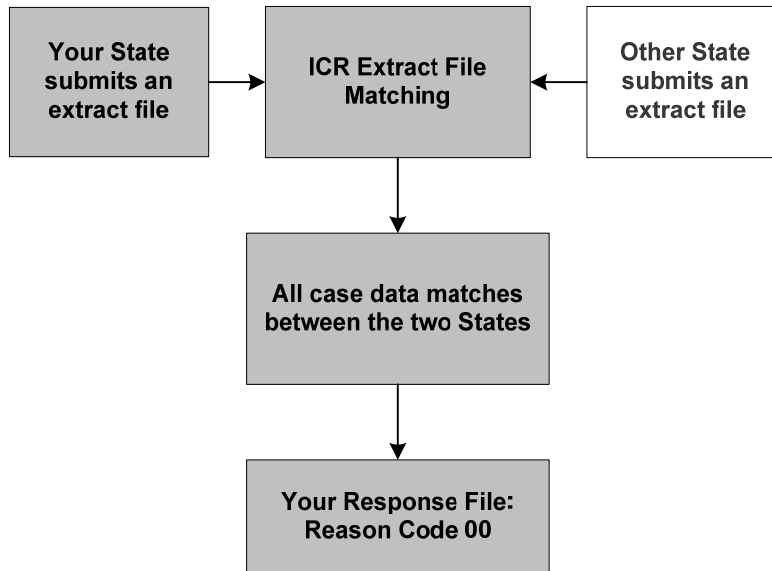 Your State
submits an
extract file
ICR Extract File
Matching
Other State
submits an
extract file
All case data matches
between the two States
Your Response File:
Reason Code 00